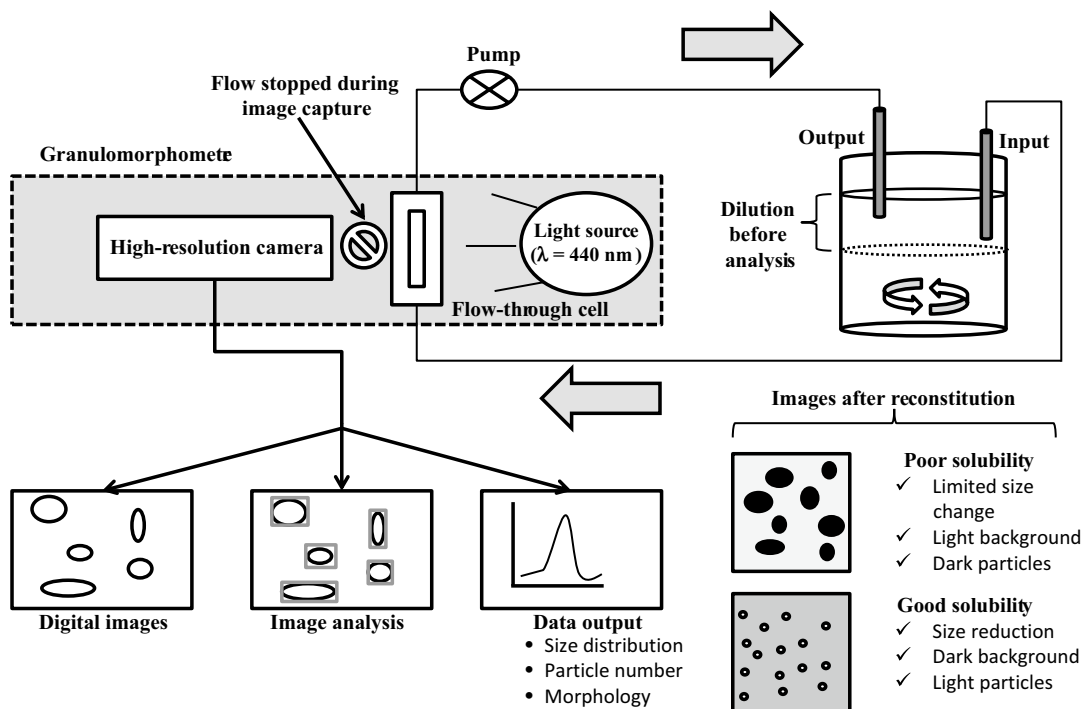 Pump
Flow stopped during
image capture
Output
Input
Granulomorphomete
Dilution
before
analysis
High-resolution camera
Light source
(λ = 440 nm)
Flow-through cell
Images after reconstitution
Poor solubility
✓ Limited size
change
✓ Light background
✓ Dark particles
Good solubility
✓ Size reduction
✓ Dark background
✓ Light particles
Digital images
Image analysis
Data output
• Size distribution
• Particle number
• Morphology